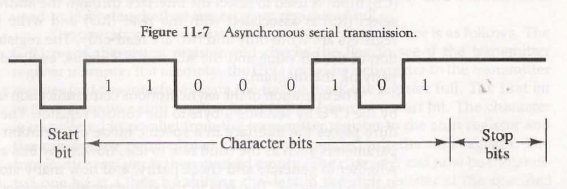 Figure 11-7 Asynchronous serial transmission.
1 1 0 0 0 1 0 1
Start
bit
Character bits
Stop
bits